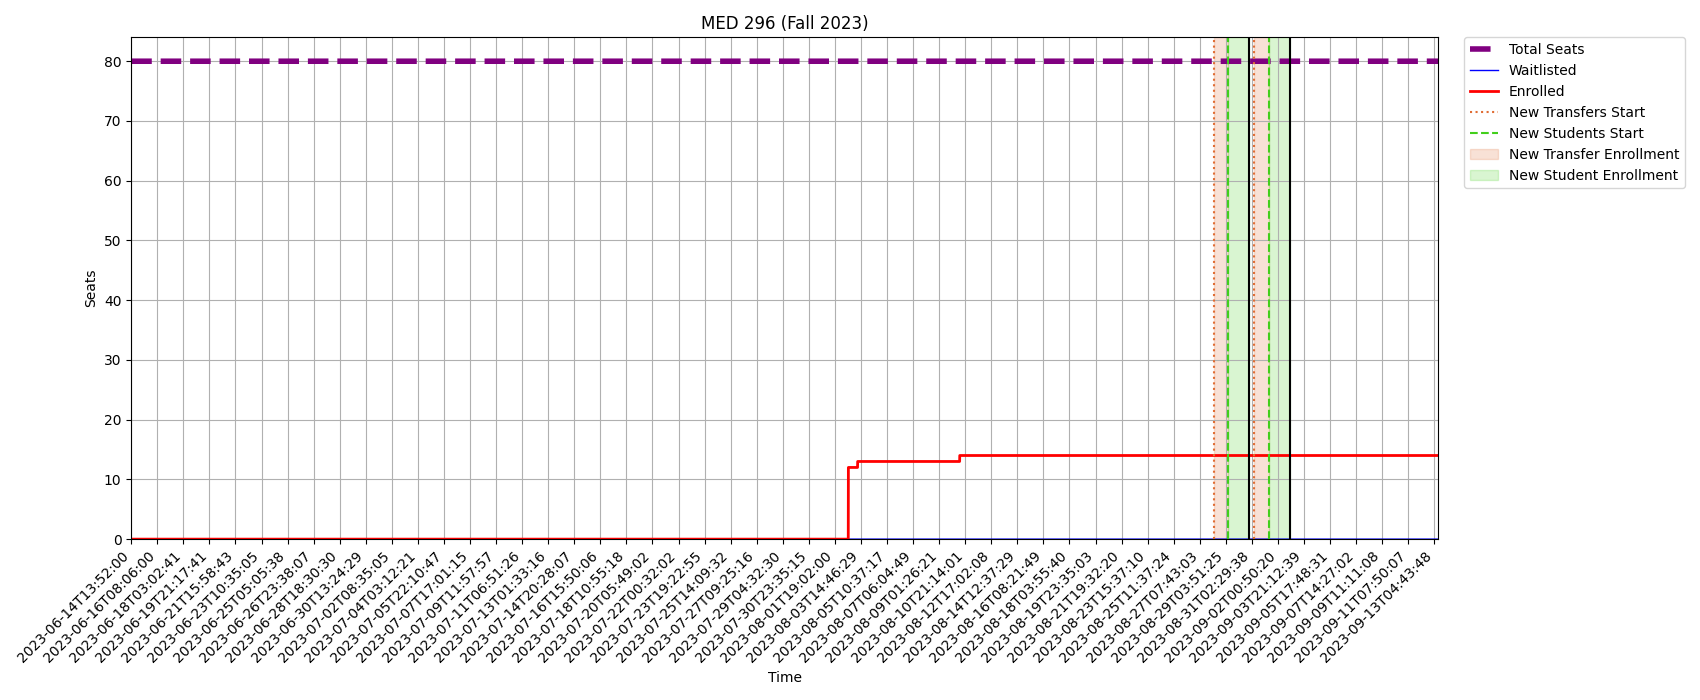 MED 296 (Fall 2023)
Total Seats
Waitlisted
Enrolled
New Transfers Start
New Students Start
New Transfer Enrollment
New Student Enrollment
Seats
80
70
60
50
40
30
20
10
0
2023-06-14T13:52:00
2023-06-16T08:06:00
2023-06-18T03:02:41
2023-06-19T21:17:41
2023-06-21T15:58:43
2023-06-23T10:35:05
2023-06-25T05:05:38
2023-06-26T23:38:07
2023-06-28T18:30:30
2023-06-30T13:24:29
2023-07-02T08:35:05
2023-07-04T03:12:21
2023-07-05T22:10:47
2023-07-07T17:01:15
2023-07-09T11:57:57
2023-07-11T06:51:26
2023-07-13T01:33:16
2023-07-14T20:28:07
2023-07-16T15:50:06
2023-07-18T10:55:18
2023-07-20T05:49:02
2023-07-22T00:32:02
2023-07-23T19:22:55
2023-07-25T14:09:32
2023-07-27T09:25:16
2023-07-29T04:32:30
2023-07-30T23:35:15
2023-08-01T19:02:00
2023-08-03T14:46:29
2023-08-05T10:37:17
2023-08-07T06:04:49
2023-08-09T01:26:21
2023-08-10T21:14:01
2023-08-12T17:02:08
2023-08-14T12:37:29
2023-08-16T08:21:49
2023-08-18T03:55:40
2023-08-19T23:35:03
2023-08-21T19:32:20
2023-08-23T15:37:10
2023-08-25T11:37:24
2023-08-27T07:43:03
2023-08-29T03:51:25
2023-08-31T02:29:38
2023-09-02T00:50:20
2023-09-03T21:12:39
2023-09-05T17:48:31
2023-09-07T14:27:02
2023-09-09T11:11:08
2023-09-11T07:50:07
2023-09-13T04:43:48
Time